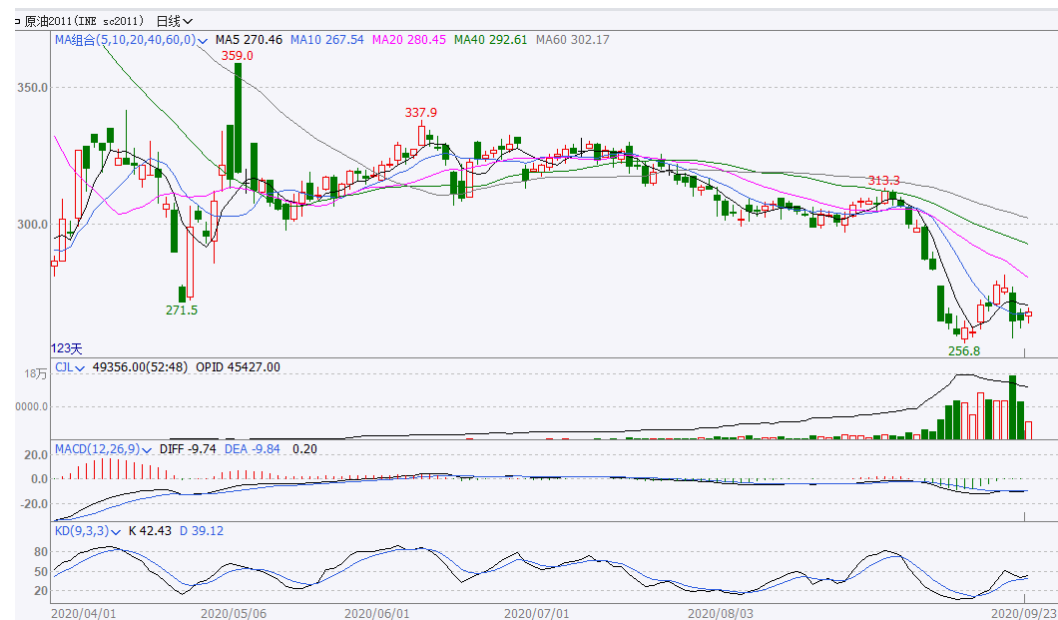 原油2011(INE sc2011) 日线
MA组合(5,10,20,40,60,0) MA5 270.46 MA10 267.54 MA20 280.45 MA40 292.61 MA60 302.17
359.0
350.0
337.9
313.3
300.0
271.5
256.8
123天
CJL 49356.00(52:48) OPID 45427.00
18万
0000.0
MACD(12,26,9) DIFF -9.74 DEA -9.84 0.20
20.0
0.0
-20.0
KD(9,3,3) K 42.43 D 39.12
80
50
20
2020/04/01 2020/05/06 2020/06/01 2020/07/01 2020/08/03 2020/09/23